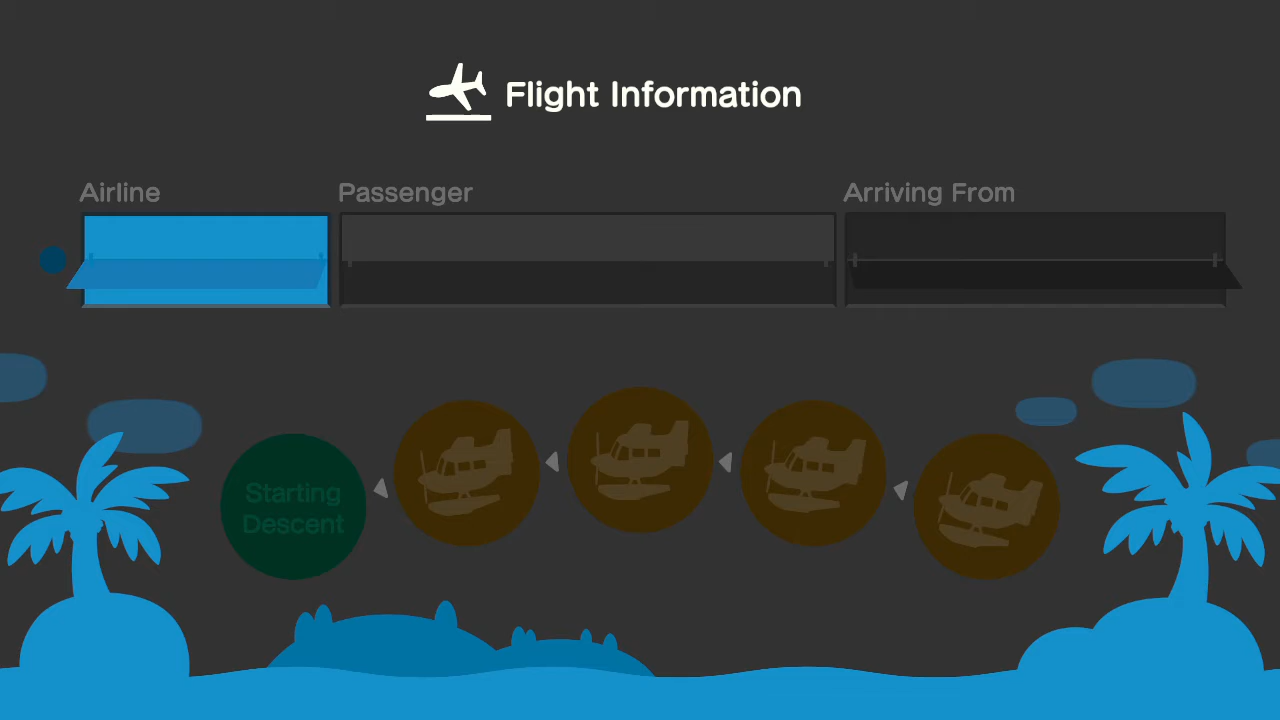 Flight Information
Airline
Passenger
Arriving From
Starting
Descent